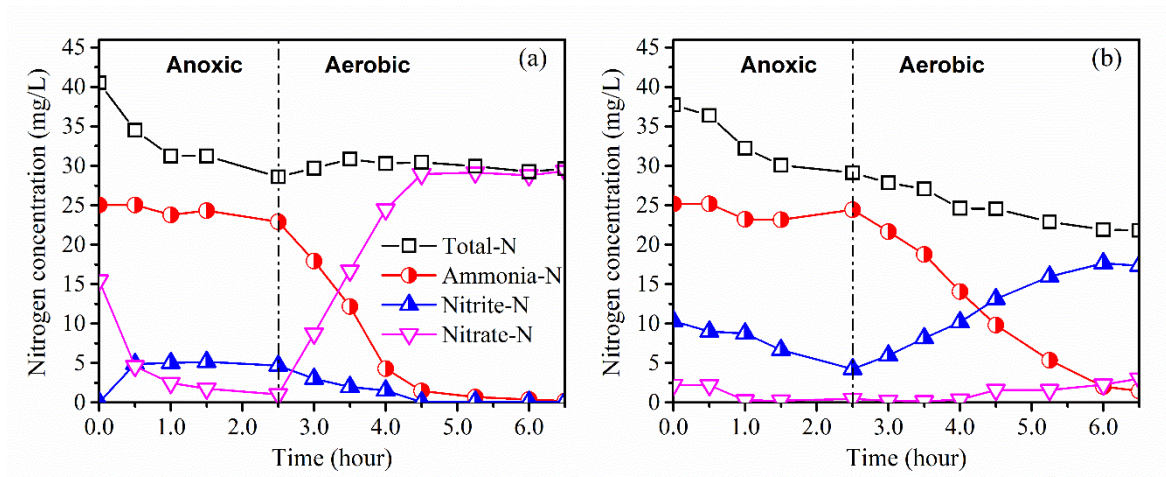 Nitrogen concentration (mg/L)
45
40
35
30
25
20
15
10
5
0
Anoxic
Aerobic
(a)
Total-N
Ammonia-N
Nitrite-N
Nitrate-N
0.0 1.0 2.0 3.0 4.0 5.0 6.0
Time (hour)
Nitrogen concentration (mg/L)
45
40
35
30
25
20
15
10
5
0
Anoxic
Aerobic
(b)
0.0 1.0 2.0 3.0 4.0 5.0 6.0
Time (hour)